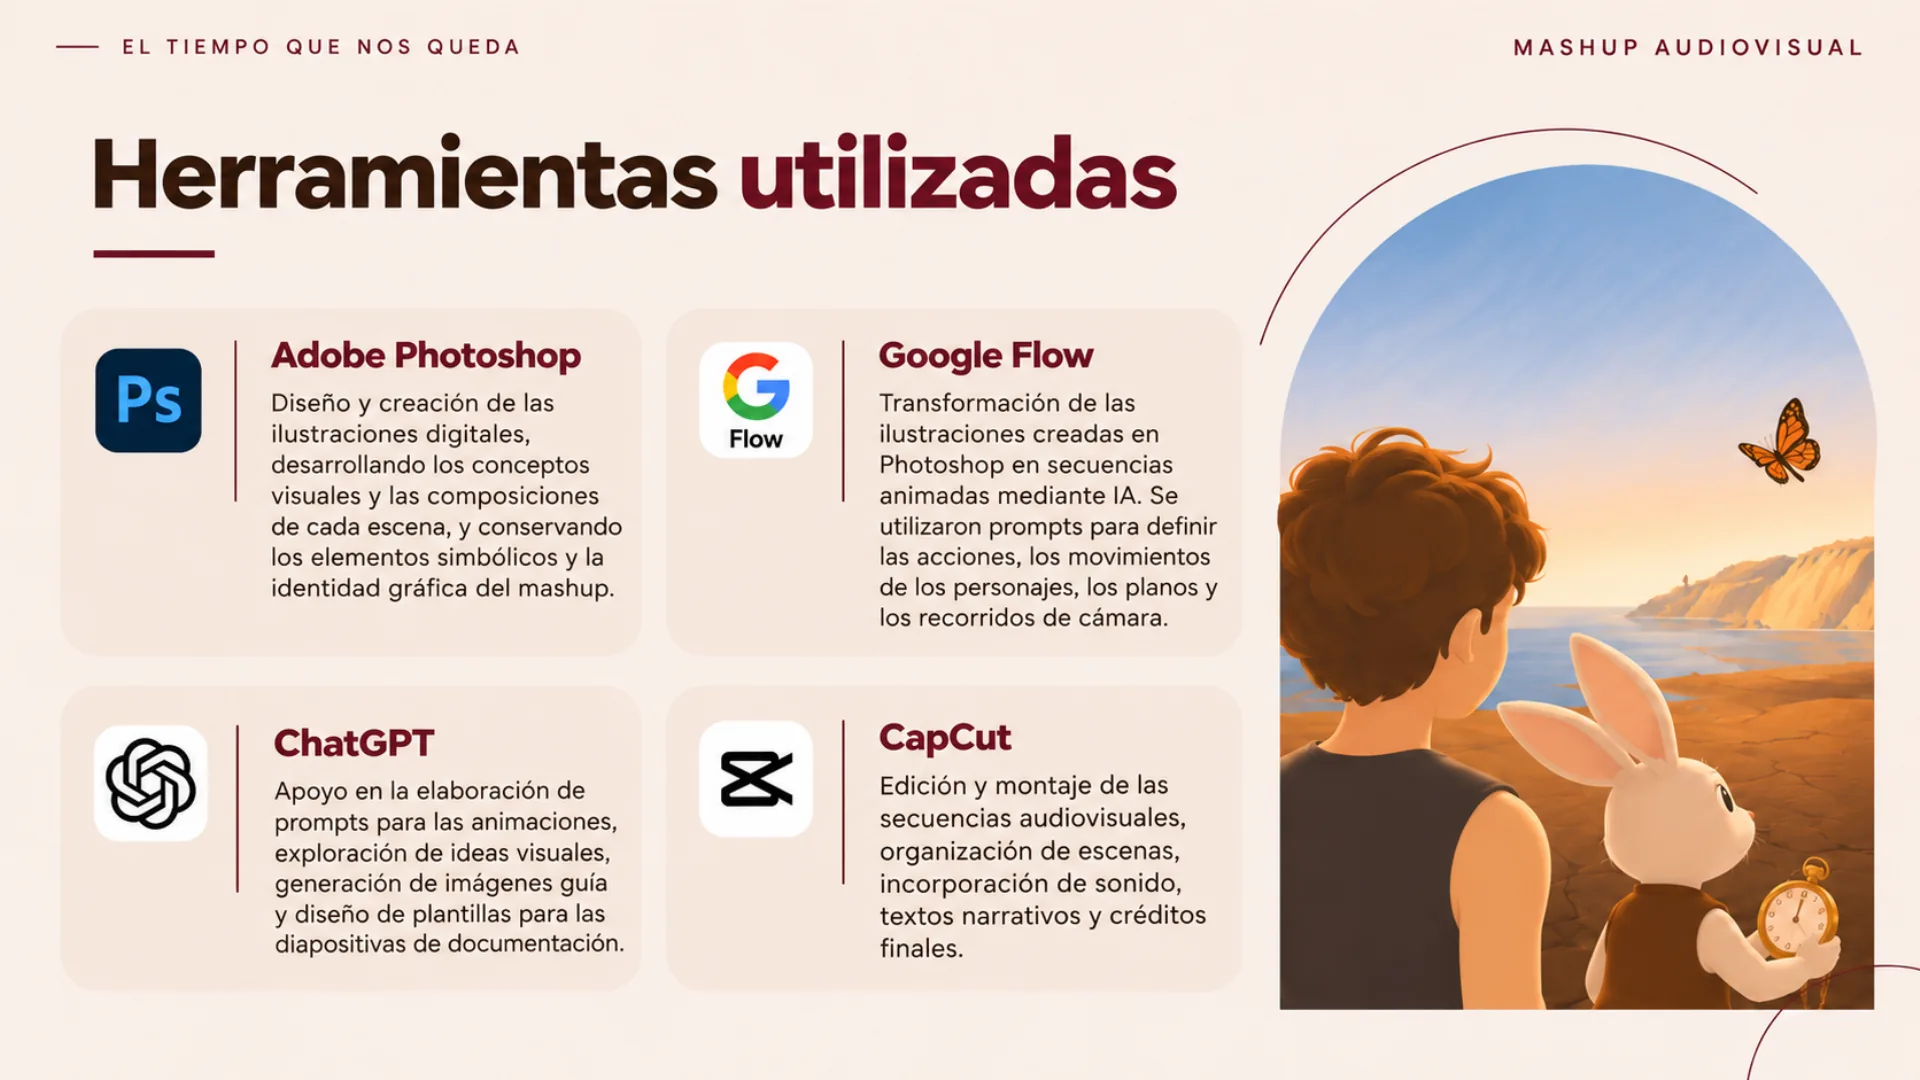 EL TIEMPO QUE NOS QUEDA
MASHUP AUDIOVISUAL
Herramientas utilizadas
Ps
Adobe Photoshop
Diseño y creación de las
ilustraciones digitales,
desarrollando los conceptos
visuales y las composiciones
de cada escena, y conservando
los elementos simbólicos y la
identidad gráfica del mashup.
Flow
Google Flow
Transformación de las
ilustraciones creadas en
Photoshop en secuencias
animadas mediante IA. Se
utilizaron prompts para definir
las acciones, los movimientos
de los personajes, los planos y
los recorridos de cámara.
ChatGPT
Apoyo en la elaboración de
prompts para las animaciones,
exploración de ideas visuales,
generación de imágenes guía
y diseño de plantillas para las
diapositivas de documentación.
CapCut
Edición y montaje de las
secuencias audiovisuales,
organización de escenas,
incorporación de sonido,
textos narrativos y créditos
finales.